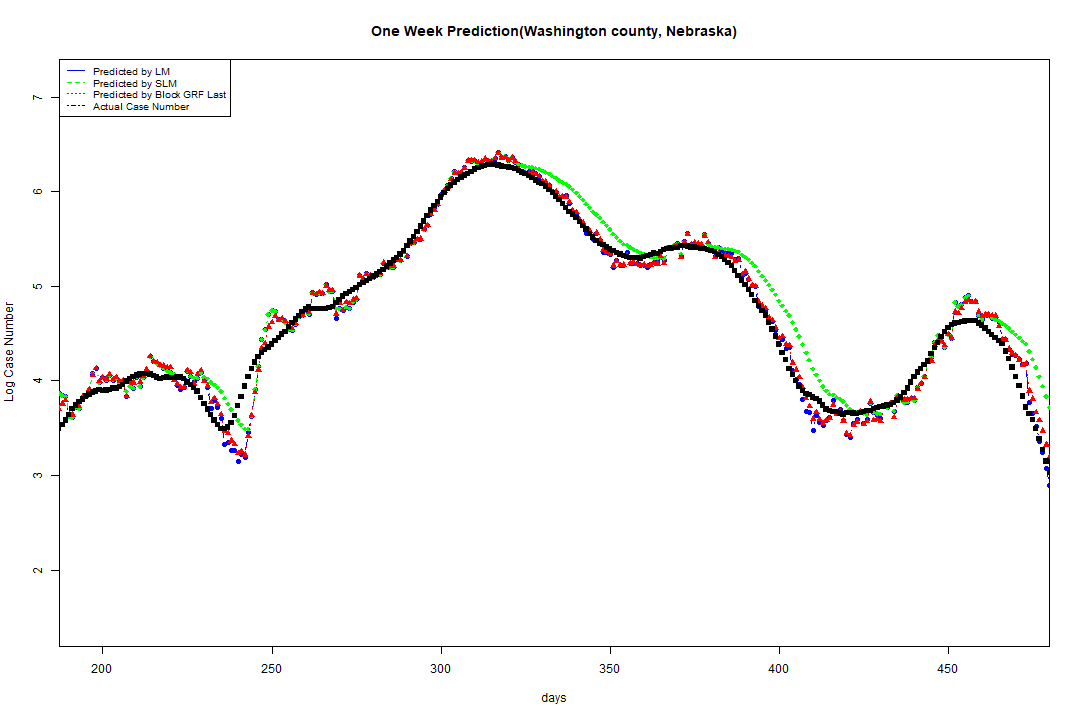 One Week Prediction(Washington county, Nebraska)
Predicted by LM
Predicted by SLM
Predicted by Block GRF Last
Actual Case Number
7
6
5
4
3
2
Log Case Number
200 250 300 350 400 450
days